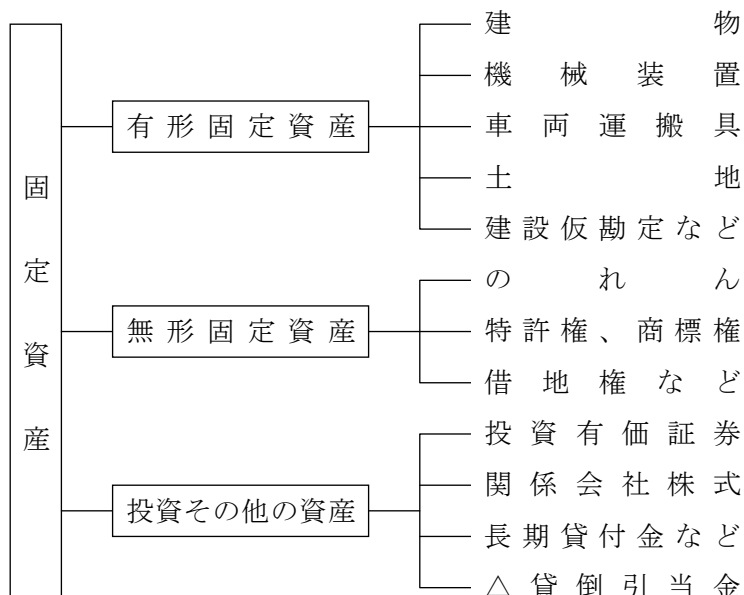 固定資産
有形固定資産
建物
機械装置
車両運搬具
土地
建設仮勘定など
無形固定資産
のれん
特許権、商標権
借地権など
投資その他の資産
投資有価証券
関係会社株式
長期貸付金など
△貸倒引当金